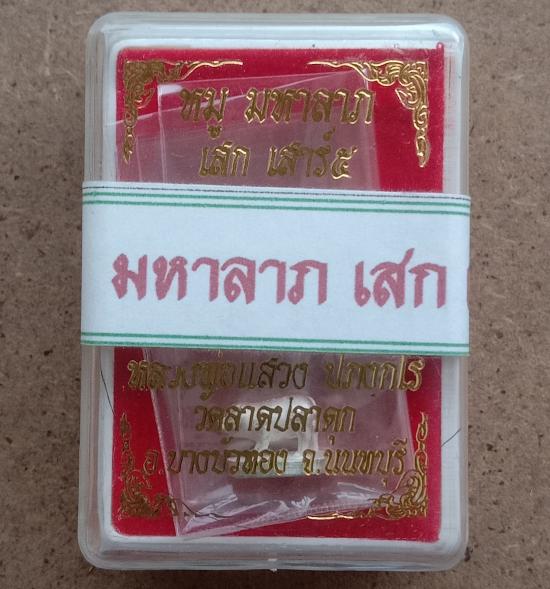 หมู มหาลาภ
เสก เสาร์๕
มหาลาภ เสก
หลวงพ่อแสวง ปภงฺกโร
วัดลาดปลาดุก
อ.บางบัวทอง จ.นนทบุรี